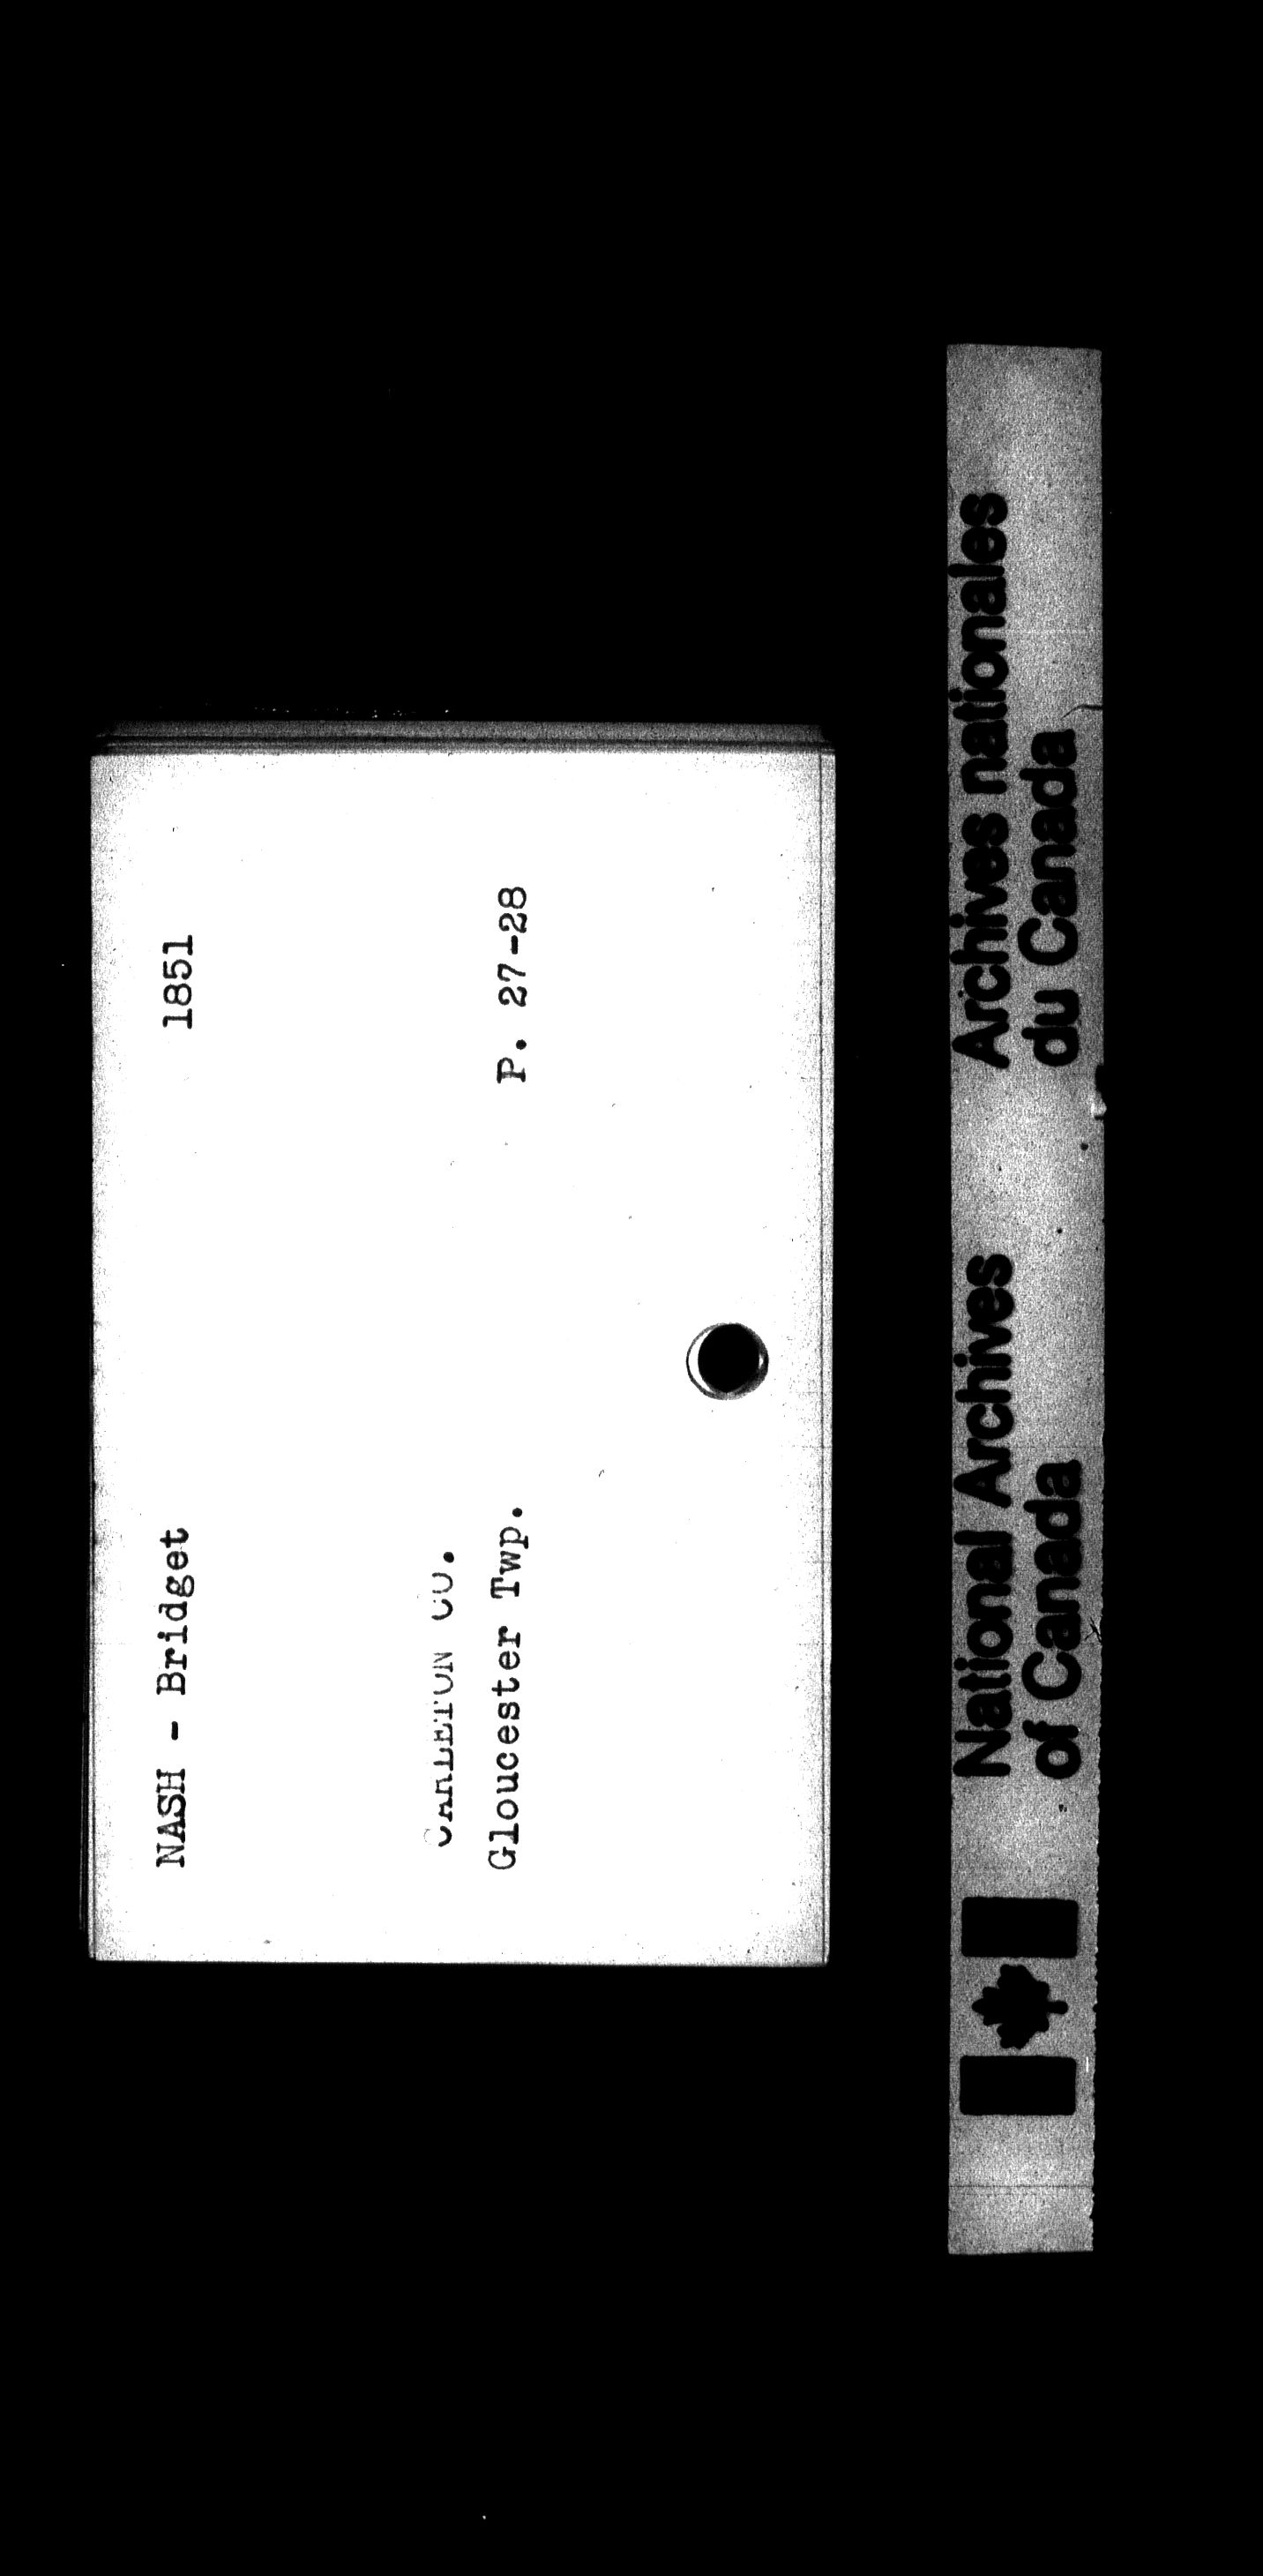 NASH - Bridget 1851
CARLETON CO.
Gloucester Twp. P. 27-28
National Archives
of Canada
Archives nationales
du Canada